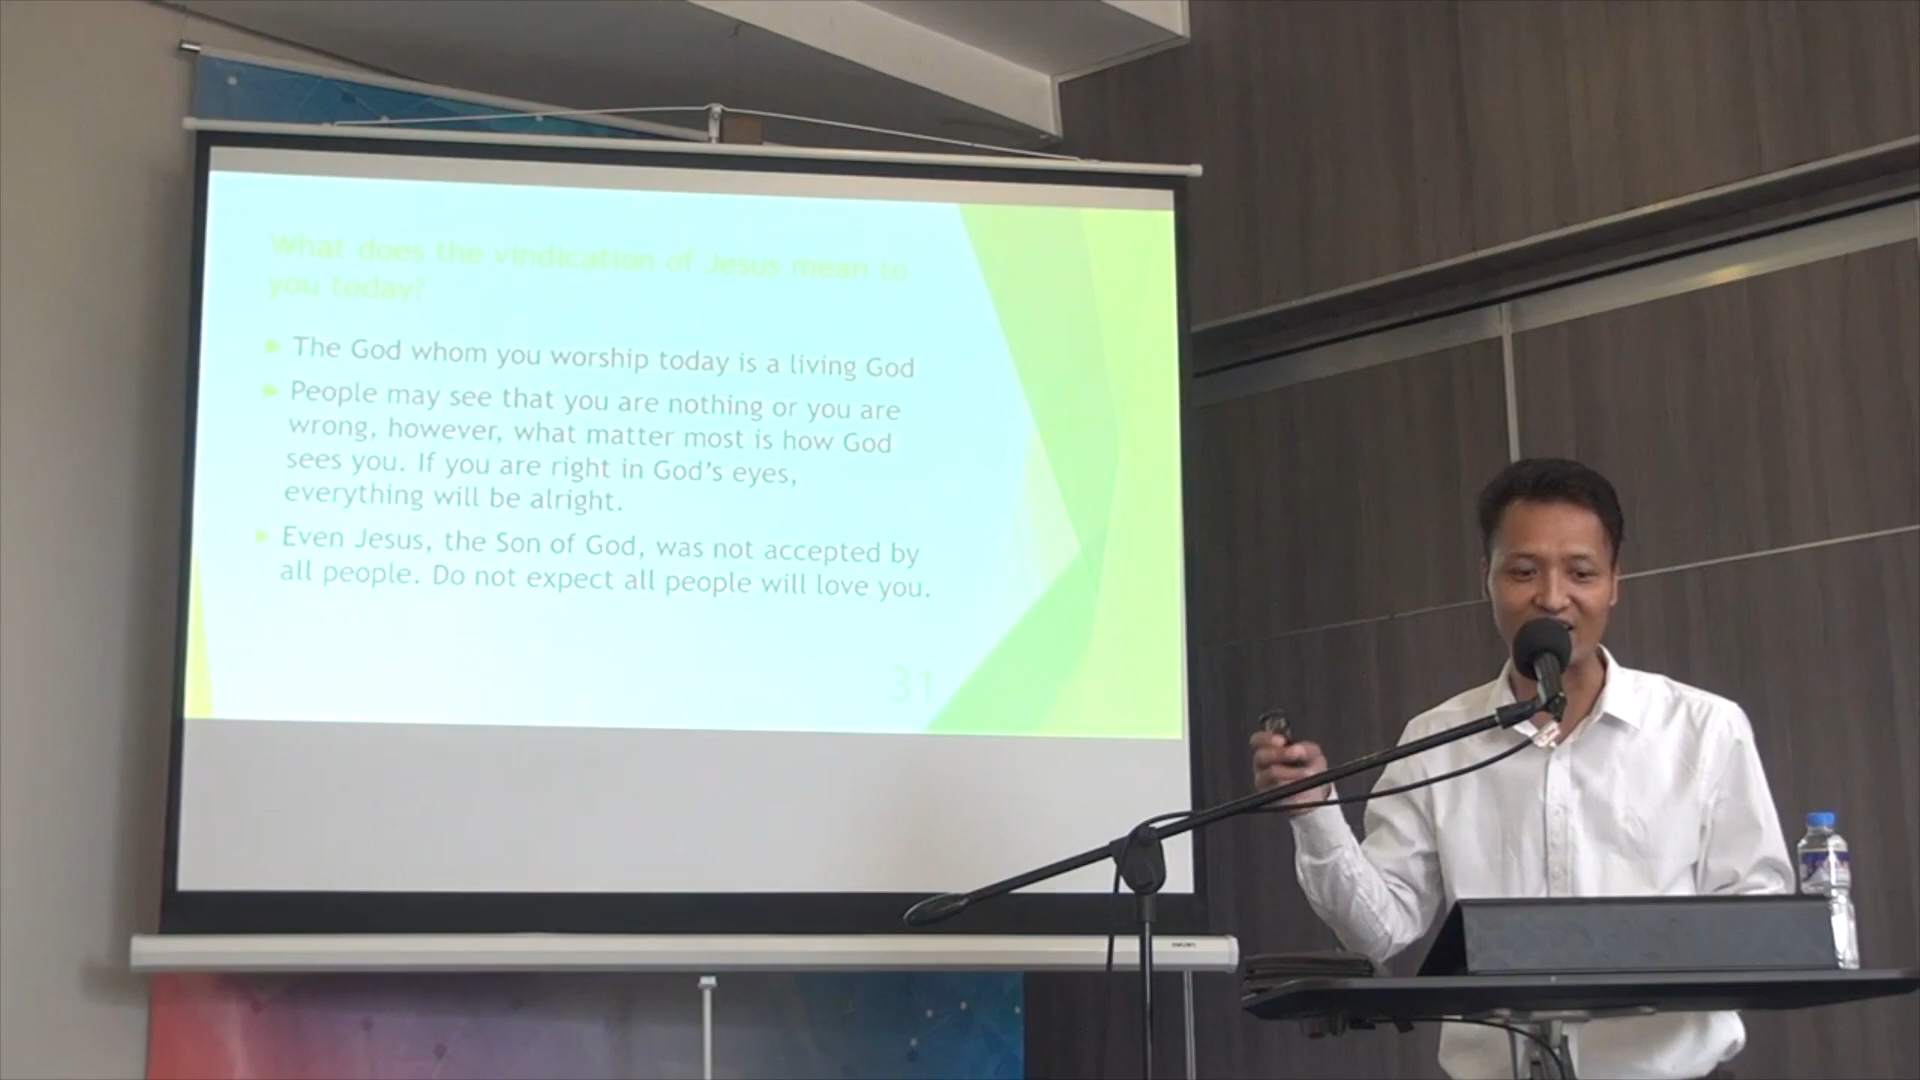 What does the vindication of Jesus mean to
you today?
The God whom you worship today is a living God
People may see that you are nothing or you are
wrong, however, what matter most is how God
sees you. If you are right in God's eyes,
everything will be alright.
Even Jesus, the Son of God, was not accepted by
all people. Do not expect all people will love you.
31